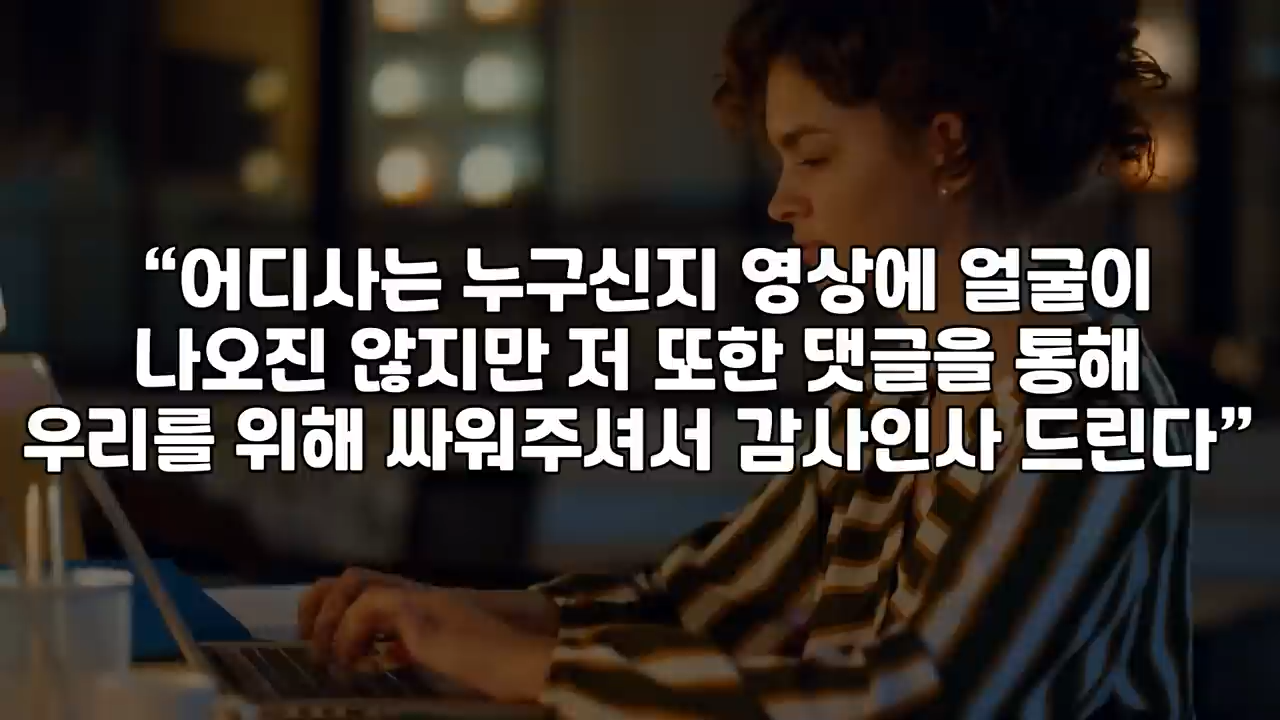 “어디사는 누구신지 영상에 얼굴이
나오진 않지만 저 또한 댓글을 통해
우리를 위해 싸워주셔서 감사인사 드린다”